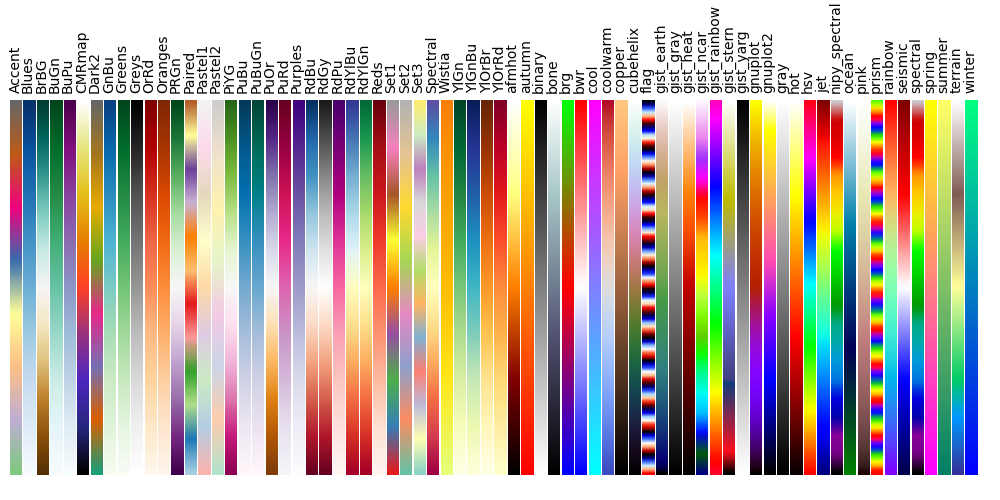 Accent
Blues
BrBG
BuGn
BuPu
CMRmap
Dark2
GnBu
Greens
Greys
OrRd
Oranges
PRGn
Paired
Pastel1
Pastel2
PiYG
PuBu
PuBuGn
PuOr
PuRd
Purples
RdBu
RdGy
RdPu
RdYlBu
RdYlGn
Reds
Set1
Set2
Set3
Spectral
Wistia
YlGn
YlGnBu
YlOrBr
YlOrRd
afmhot
autumn
binary
bone
brg
bwr
cool
coolwarm
copper
cubehelix
flag
gist_earth
gist_gray
gist_heat
gist_ncar
gist_rainbow
gist_stern
gist_yarg
gnuplot
gnuplot2
gray
hot
hsv
jet
nipy_spectral
ocean
pink
prism
rainbow
seismic
spectral
spring
summer
terrain
winter